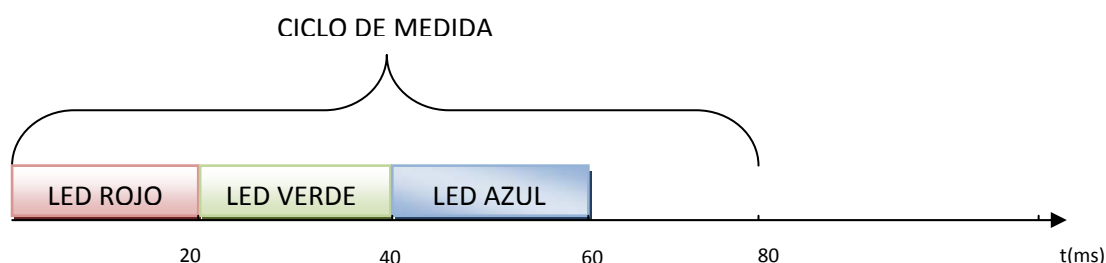 CICLO DE MEDIDA
LED ROJO LED VERDE LED AZUL
20 40 60 80 t(ms)